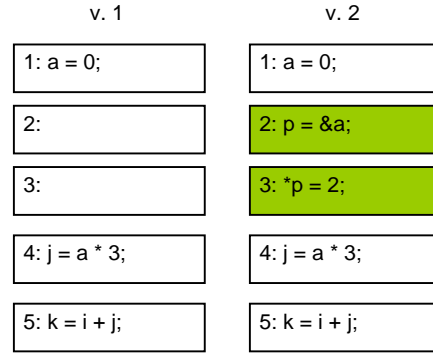 v. 1 v. 2
1: a = 0; 1: a = 0;
2: 2: p = &a;
3: 3: *p = 2;
4: j = a * 3; 4: j = a * 3;
5: k = i + j; 5: k = i + j;